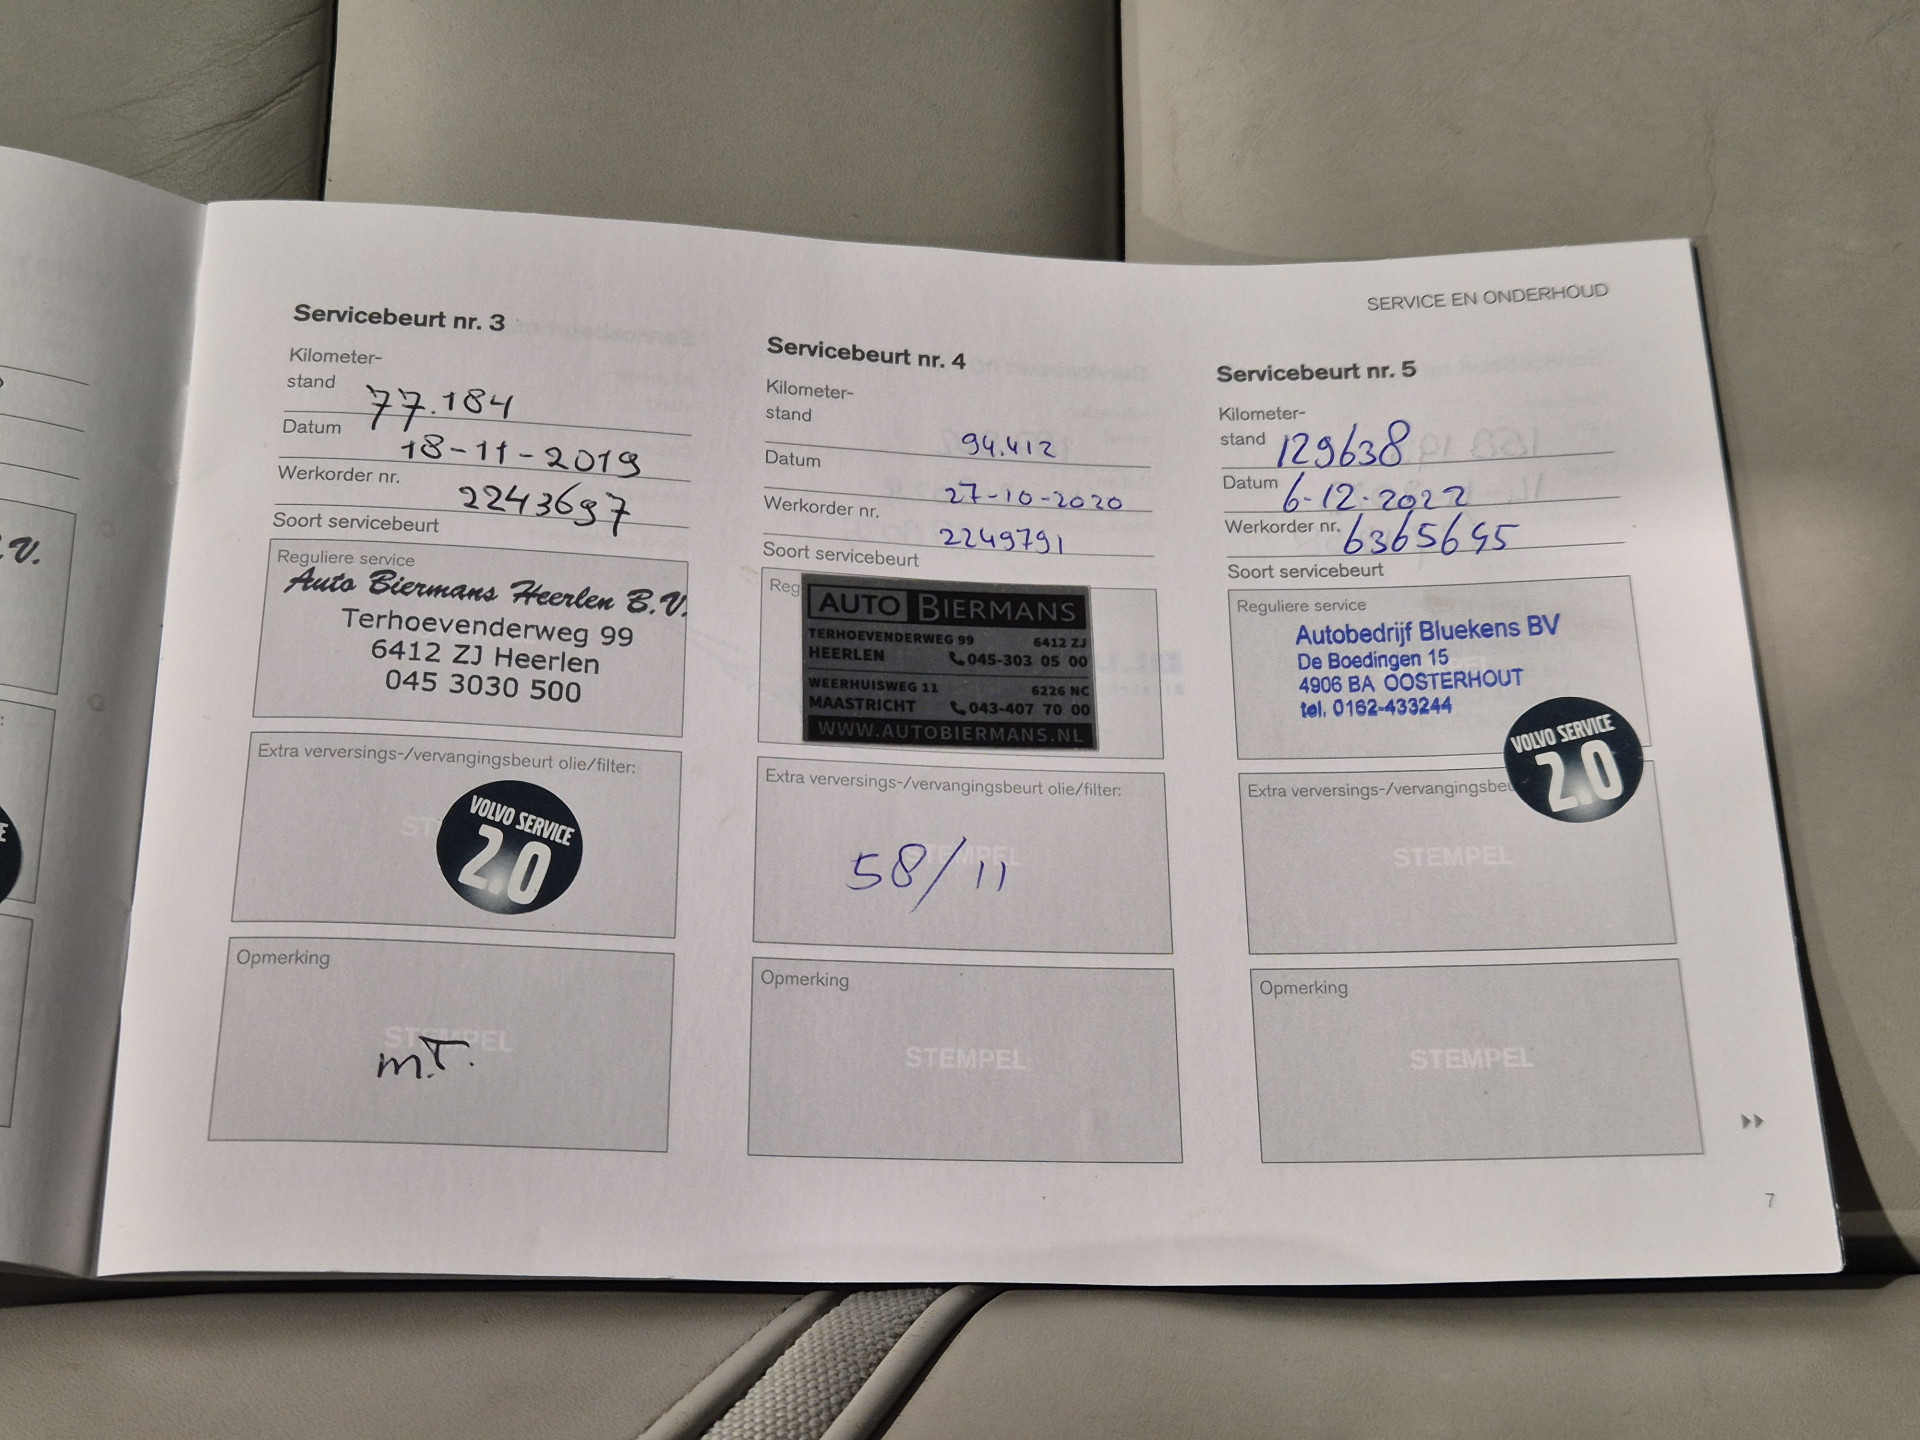 SERVICE EN ONDERHOUD
Servicebeurt nr. 3
Kilometer-
stand 77.184
Datum 18-11-2019
Werkorder nr. 2243697
Soort servicebeurt
Reguliere service
Auto Biermans Heerlen B.V.
Terhoevenderweg 99
6412 ZJ Heerlen
045 3030 500
Extra verversings-/vervangingsbeurt olie/filter:
VOLVO SERVICE
2.0
Opmerking
STEMPEL
m.T.
Servicebeurt nr. 4
Kilometer-
stand 94.412
Datum 27-10-2020
Werkorder nr. 2249791
Soort servicebeurt
Reg
AUTO BIERMANS
TERHOEVENDERWEG 99 6412 ZJ
HEERLEN 045-303 05 00
WEERHUISWEG 11 6226 NC
MAASTRICHT 043-407 70 00
WWW.AUTOBIERMANS.NL
Extra verversings-/vervangingsbeurt olie/filter:
STEMPEL
58/11
Opmerking
STEMPEL
Servicebeurt nr. 5
Kilometer-
stand 129638
Datum 6-12-2022
Werkorder nr. 6365695
Soort servicebeurt
Reguliere service
Autobedrijf Bluekens BV
De Boedingen 15
4906 BA OOSTERHOUT
tel. 0162-433244
VOLVO SERVICE
2.0
Extra verversings-/vervangingsbeu
STEMPEL
Opmerking
STEMPEL
7